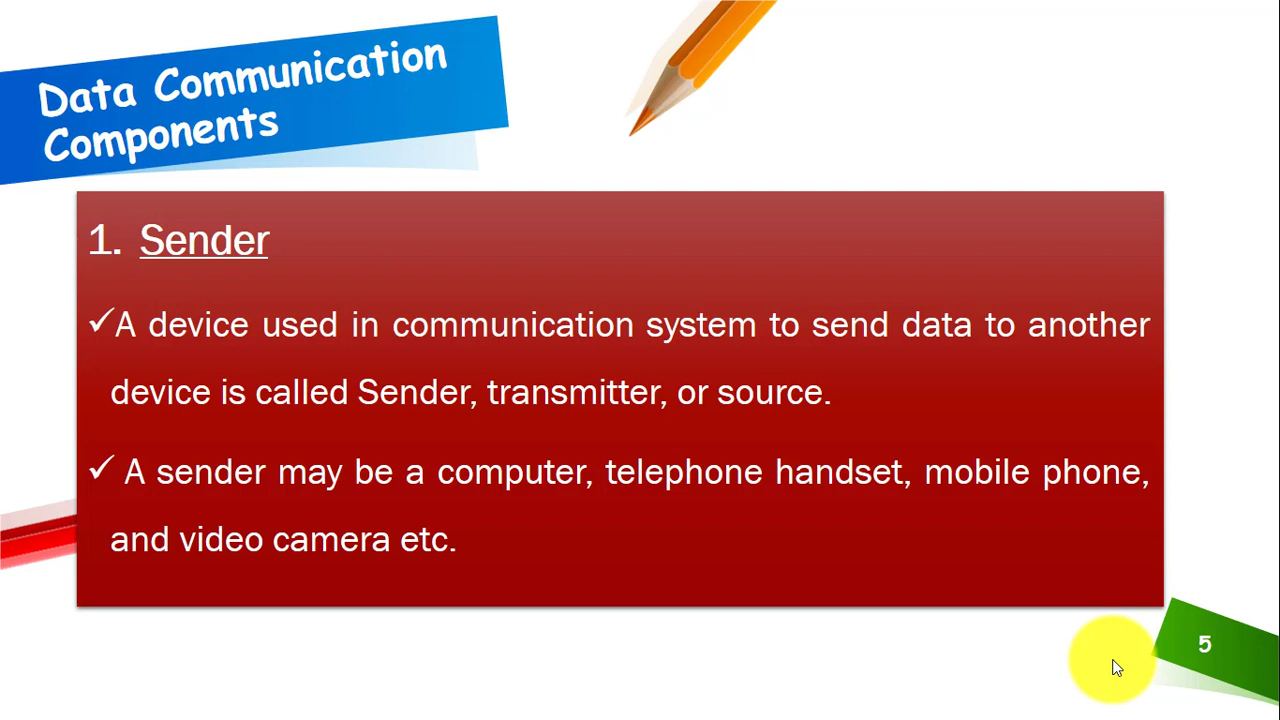 Data Communication
Components
1. Sender
✓A device used in communication system to send data to another
device is called Sender, transmitter, or source.
✓ A sender may be a computer, telephone handset, mobile phone,
and video camera etc.
5